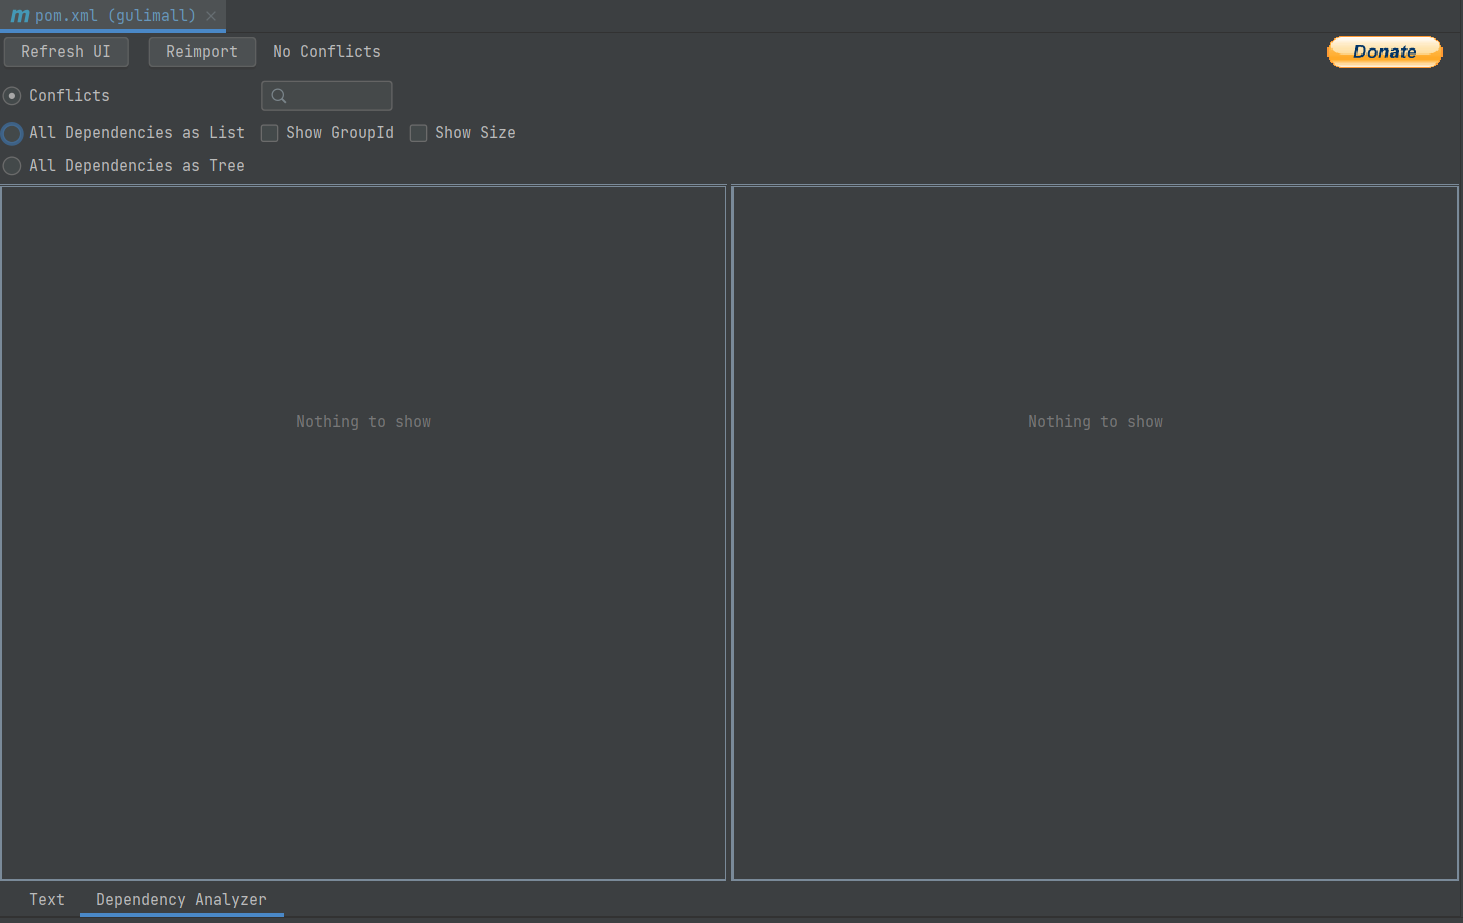 pom.xml (gulimall)
Refresh UI Reimport No Conflicts Donate
Conflicts
All Dependencies as List Show GroupId Show Size
All Dependencies as Tree
Nothing to show Nothing to show
Text Dependency Analyzer